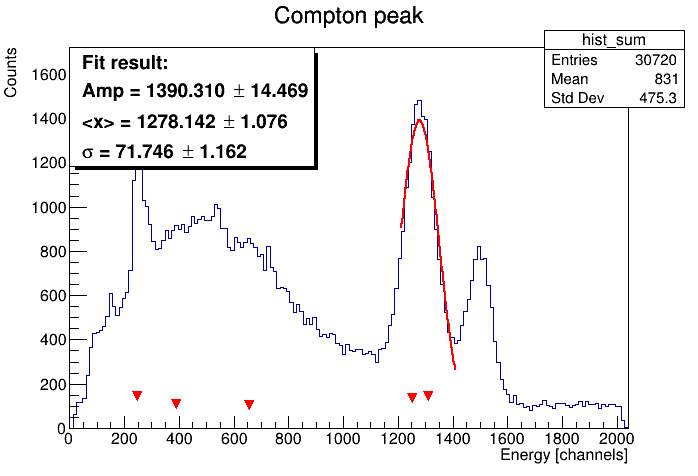 Compton peak
hist_sum
Entries 30720
Mean 831
Std Dev 475.3
Fit result:
Amp = 1390.310 ± 14.469
<x> = 1278.142 ± 1.076
σ = 71.746 ± 1.162
Counts
1600
1400
1200
1000
800
600
400
200
0
0 200 400 600 800 1000 1200 1400 1600 1800 2000
Energy [channels]